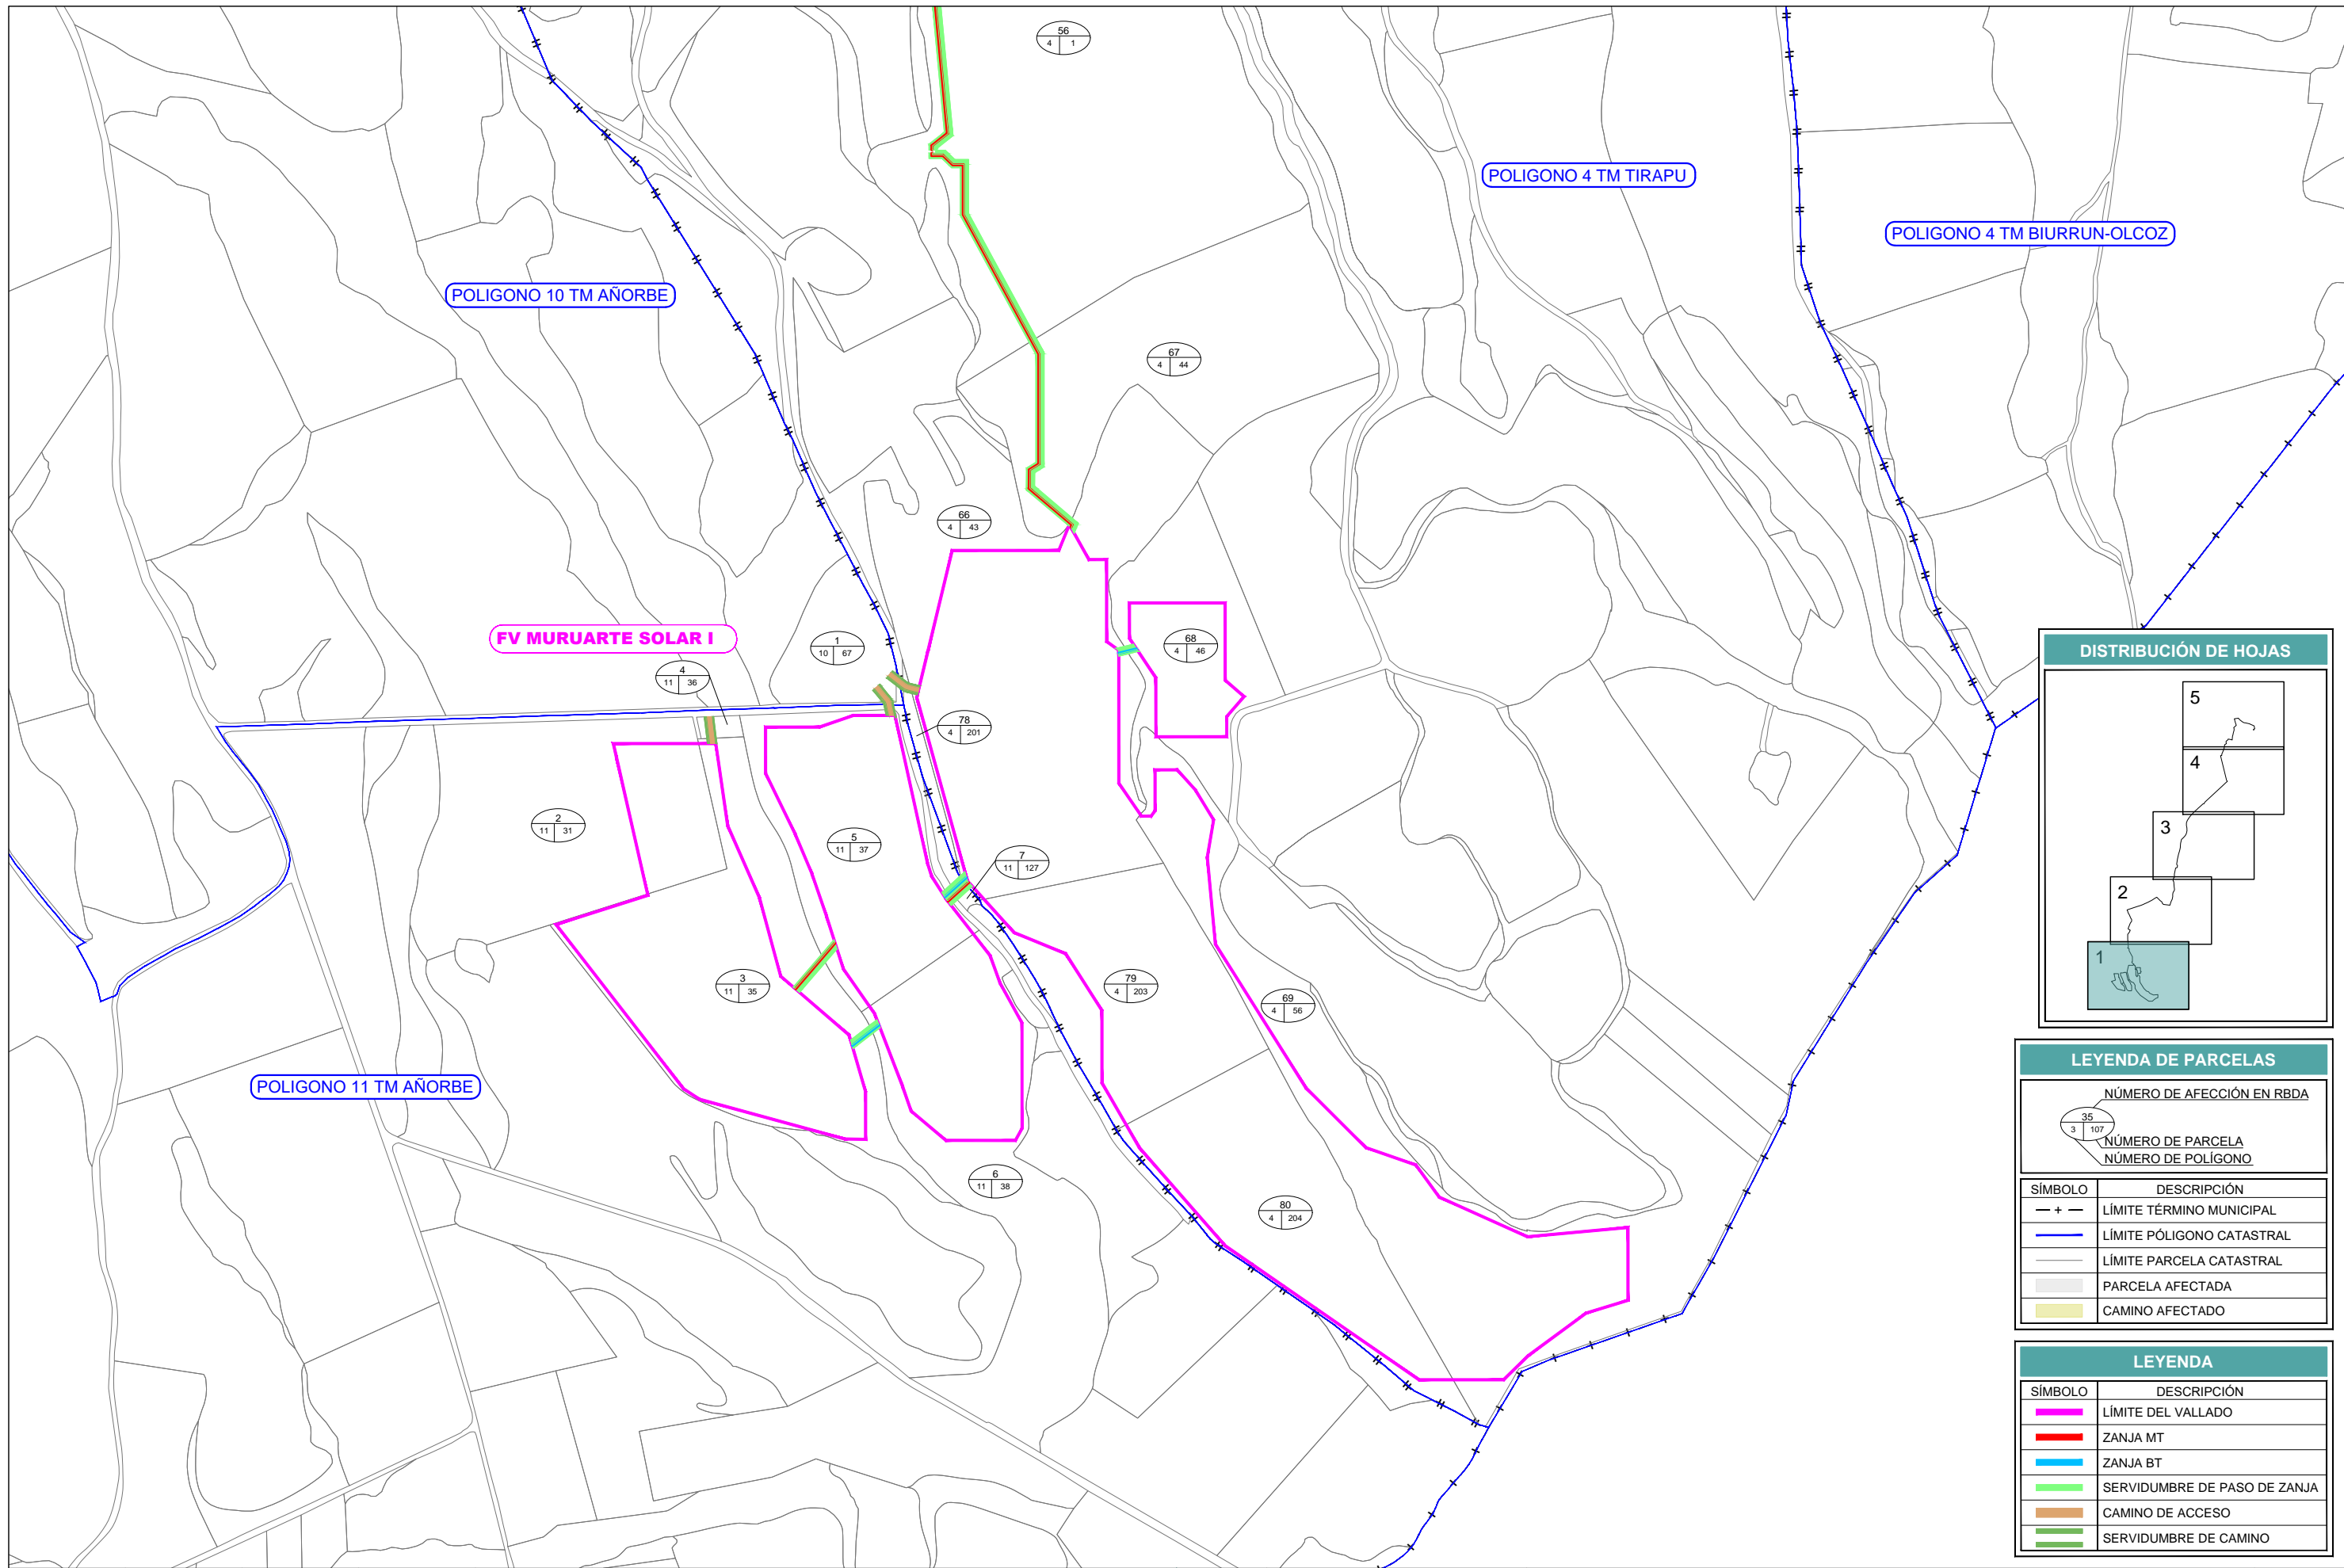 56
4 1
POLIGONO 4 TM TIRAPU
POLIGONO 4 TM BIURRUN-OLCOZ
POLIGONO 10 TM AÑORBE
67
4 44
66
4 43
FV MURUARTE SOLAR I
1
10 67
68
4 46
4
11 36
78
4 201
2
11 31
5
11 37
7
11 127
3
11 35
79
4 203
69
4 56
POLIGONO 11 TM AÑORBE
6
11 38
80
4 204
DISTRIBUCIÓN DE HOJAS
5
4
3
2
1
LEYENDA DE PARCELAS
NÚMERO DE AFECCIÓN EN RBDA
35
3 107
NÚMERO DE PARCELA
NÚMERO DE POLÍGONO
SÍMBOLO DESCRIPCIÓN
LÍMITE TÉRMINO MUNICIPAL
LÍMITE PÓLIGONO CATASTRAL
LÍMITE PARCELA CATASTRAL
PARCELA AFECTADA
CAMINO AFECTADO
LEYENDA
SÍMBOLO DESCRIPCIÓN
LÍMITE DEL VALLADO
ZANJA MT
ZANJA BT
SERVIDUMBRE DE PASO DE ZANJA
CAMINO DE ACCESO
SERVIDUMBRE DE CAMINO